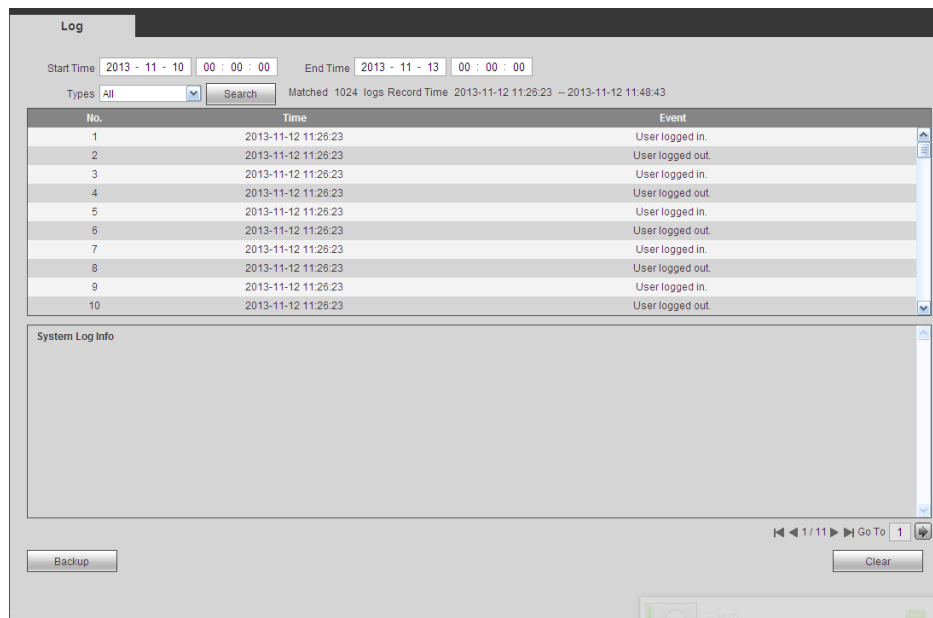 Log
Start Time 2013 - 11 - 10 00 : 00 : 00 End Time 2013 - 11 - 13 00 : 00 : 00
Types All Search Matched 1024 logs Record Time 2013-11-12 11:26:23 -- 2013-11-12 11:48:43
No. Time Event
1 2013-11-12 11:26:23 User logged in.
2 2013-11-12 11:26:23 User logged out.
3 2013-11-12 11:26:23 User logged in.
4 2013-11-12 11:26:23 User logged out.
5 2013-11-12 11:26:23 User logged in.
6 2013-11-12 11:26:23 User logged out.
7 2013-11-12 11:26:23 User logged in.
8 2013-11-12 11:26:23 User logged out.
9 2013-11-12 11:26:23 User logged in.
10 2013-11-12 11:26:23 User logged out.
System Log Info
1 / 11 Go To 1
Backup Clear